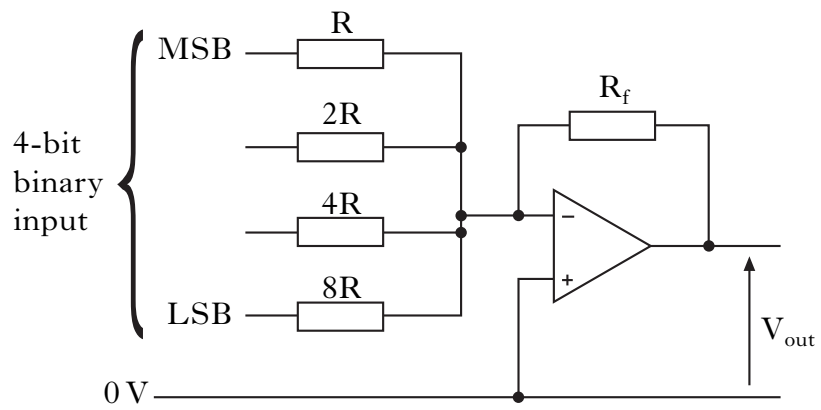 MSB
R
2R
4R
8R
LSB
4-bit
binary
input
R_f
−
+
V_out
0 V